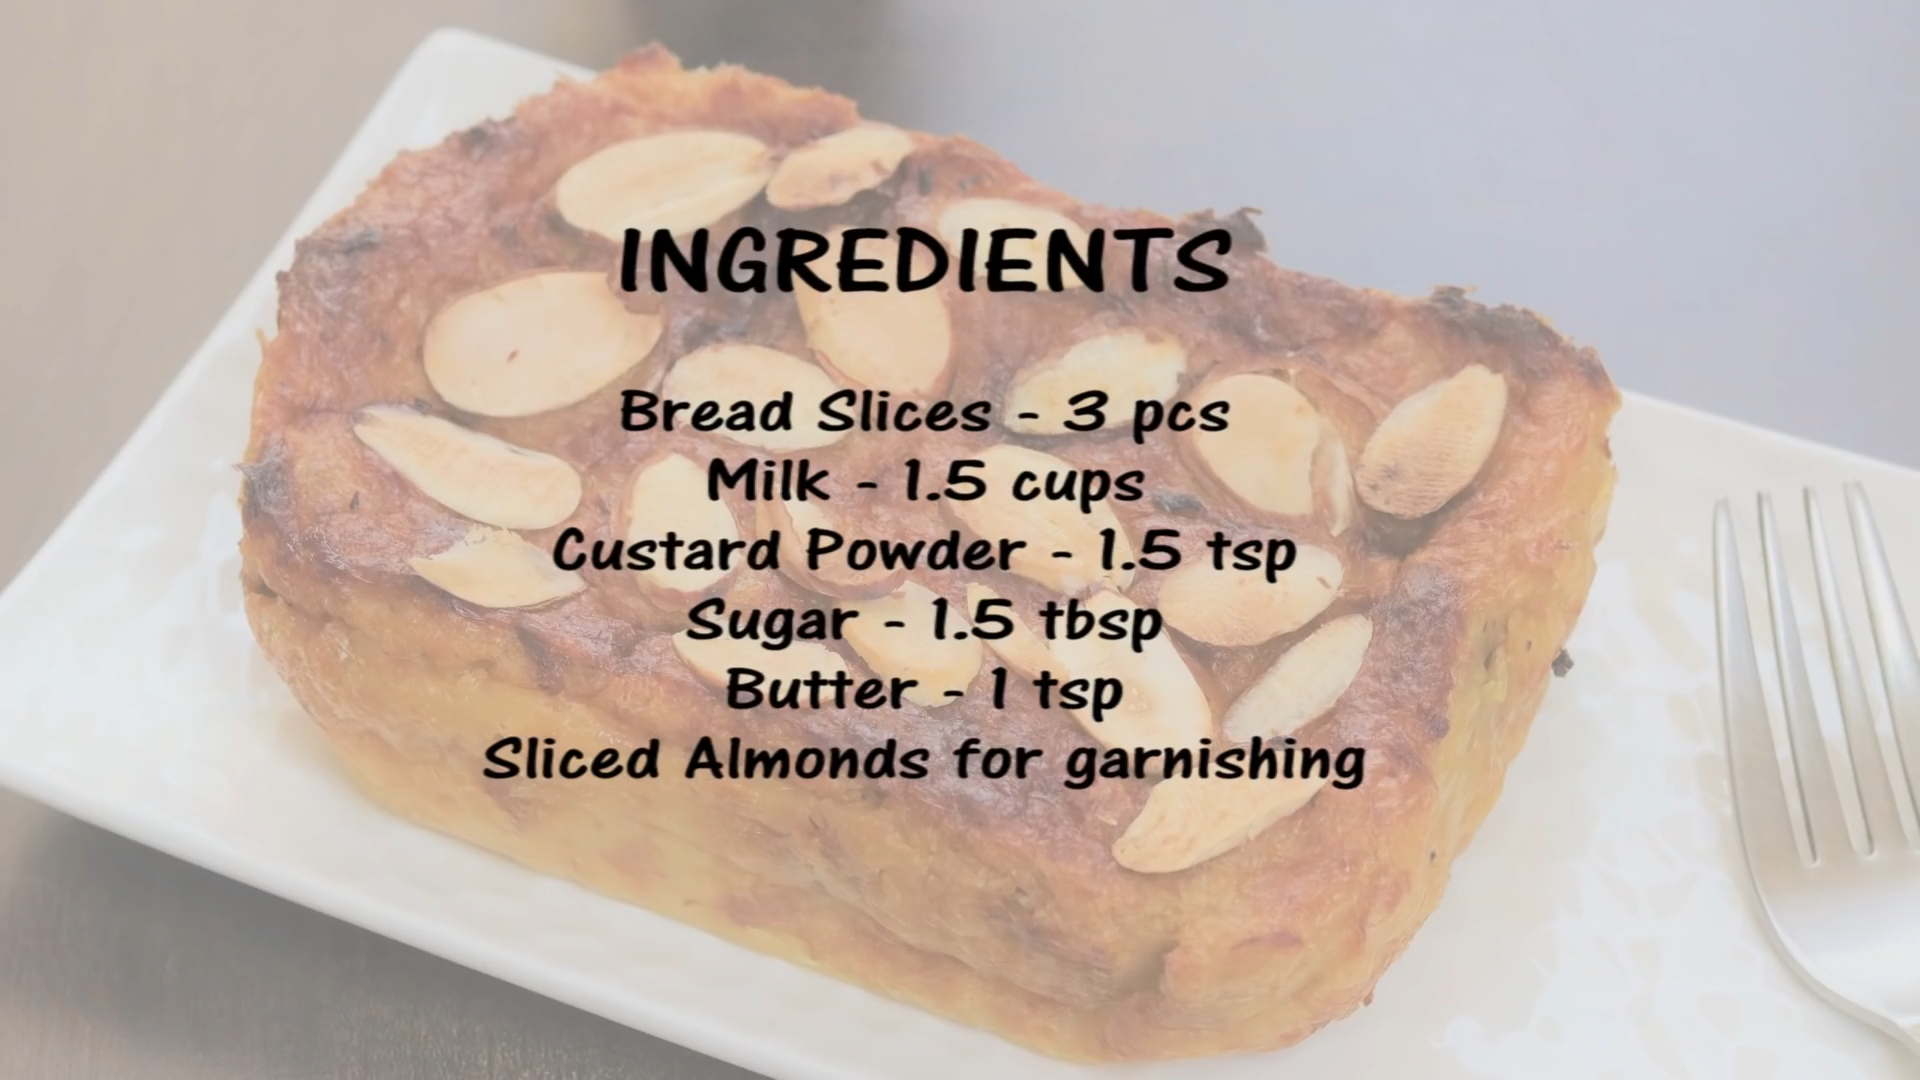 INGREDIENTS
Bread Slices - 3 pcs
Milk - 1.5 cups
Custard Powder - 1.5 tsp
Sugar - 1.5 tbsp
Butter - 1 tsp
Sliced Almonds for garnishing